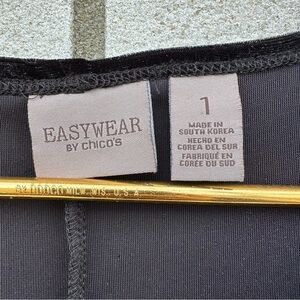 EASYWEAR
BY chico's
1
MADE IN
SOUTH KOREA
HECHO EN
COREA DEL SUR
FABRIQUÉ EN
CORÉE DU SUD
MILW. WIS. U.S.A.